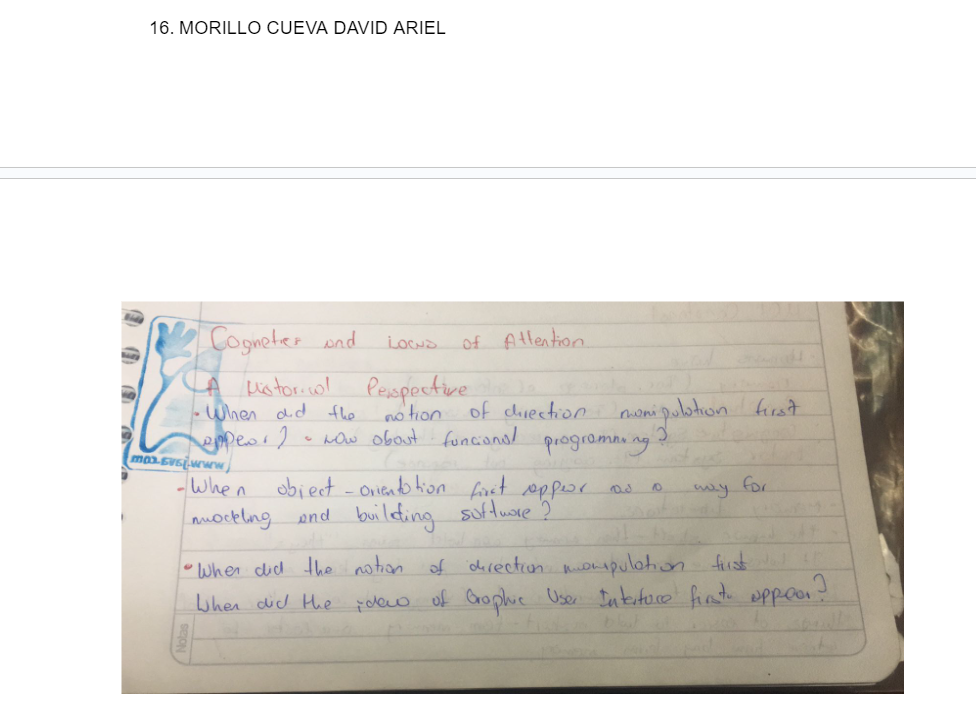 16. MORILLO CUEVA DAVID ARIEL
Cognetics and Locus of Attention
A Historical Perspective
• When did the notion of direction manipulation first
appear? • How about funcional programming?
www.java.com
- When object - orientation first appear as a way for
modeling and building software?
• When did the notion of direction manipulation first
When did the ideas of Graphic User Interface first appear?
Notas